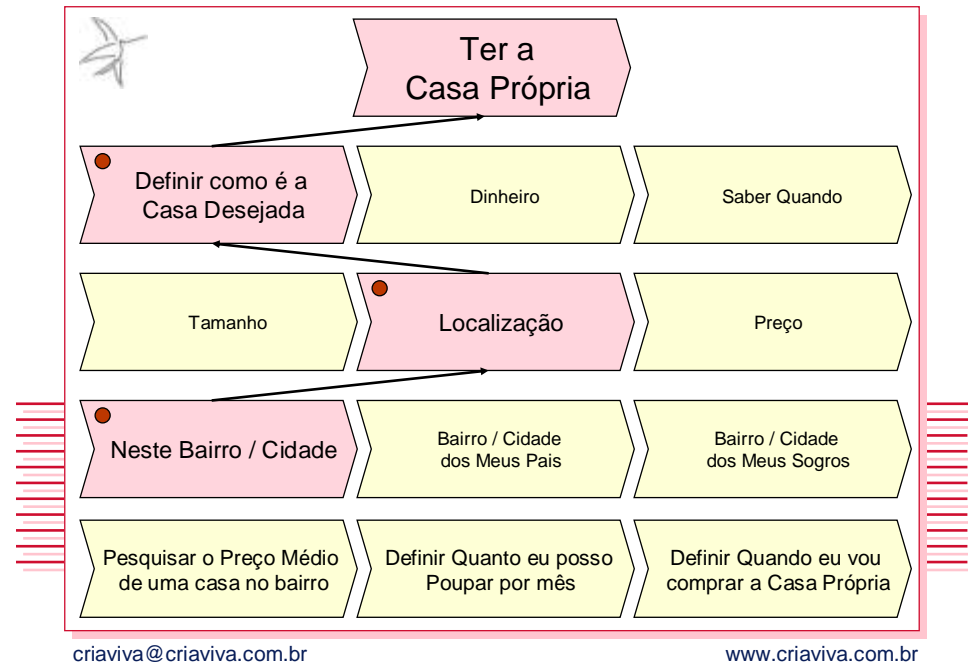 Ter a
Casa Própria
Definir como é a
Casa Desejada
Dinheiro
Saber Quando
Tamanho
Localização
Preço
Neste Bairro / Cidade
Bairro / Cidade
dos Meus Pais
Bairro / Cidade
dos Meus Sogros
Pesquisar o Preço Médio
de uma casa no bairro
Definir Quanto eu posso
Poupar por mês
Definir Quando eu vou
comprar a Casa Própria
criaviva@criaviva.com.br
www.criaviva.com.br